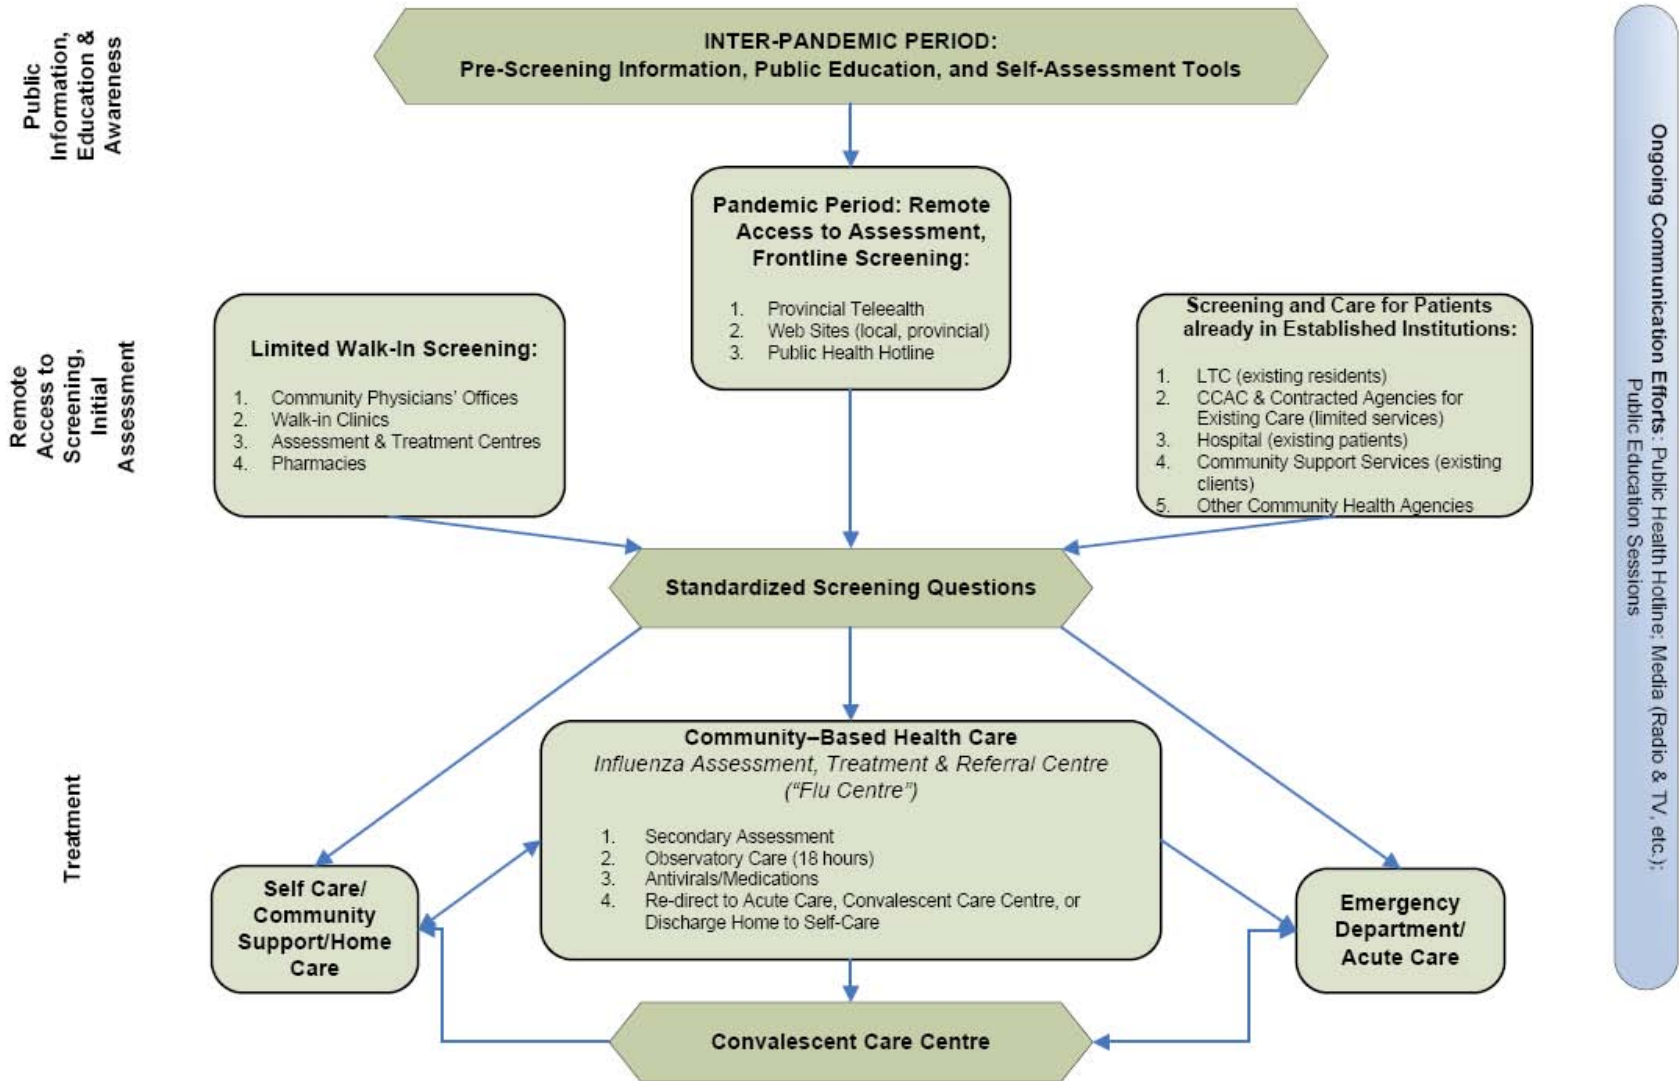 Public
Information,
Education &
Awareness
INTER-PANDEMIC PERIOD:
Pre-Screening Information, Public Education, and Self-Assessment Tools
Pandemic Period: Remote
Access to Assessment,
Frontline Screening:
1. Provincial Teleealth
2. Web Sites (local, provincial)
3. Public Health Hotline
Remote
Access to
Screening,
Initial
Assessment
Limited Walk-In Screening:
1. Community Physicians' Offices
2. Walk-in Clinics
3. Assessment & Treatment Centres
4. Pharmacies
Screening and Care for Patients
already in Established Institutions:
1. LTC (existing residents)
2. CCAC & Contracted Agencies for
Existing Care (limited services)
3. Hospital (existing patients)
4. Community Support Services (existing
clients)
5. Other Community Health Agencies
Standardized Screening Questions
Treatment
Community–Based Health Care
Influenza Assessment, Treatment & Referral Centre
("Flu Centre")
1. Secondary Assessment
2. Observatory Care (18 hours)
3. Antivirals/Medications
4. Re-direct to Acute Care, Convalescent Care Centre, or
Discharge Home to Self-Care
Self Care/
Community
Support/Home
Care
Emergency
Department/
Acute Care
Convalescent Care Centre
Ongoing Communication Efforts: Public Health Hotline; Media (Radio & TV, etc.);
Public Education Sessions